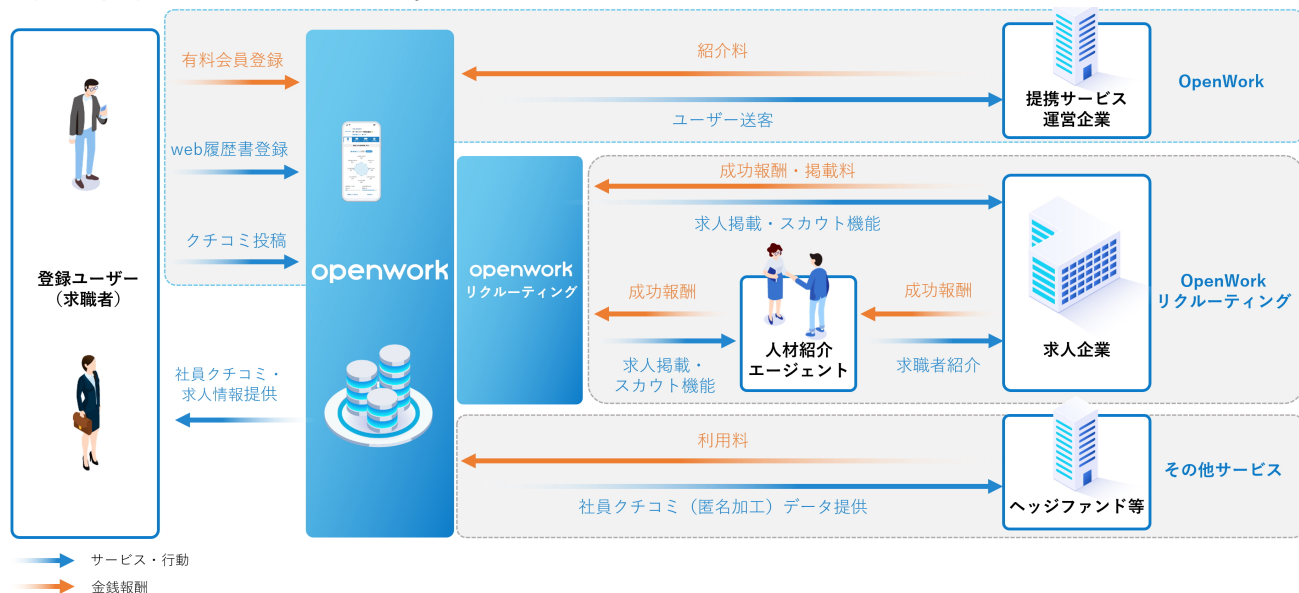 有料会員登録
web履歴書登録
クチコミ投稿
登録ユーザー
(求職者)
社員クチコミ・
求人情報提供
openwork
紹介料
ユーザー送客
提携サービス
運営企業
OpenWork
openwork
リクルーティング
成功報酬・掲載料
求人掲載・スカウト機能
成功報酬
求人掲載・
スカウト機能
人材紹介
エージェント
成功報酬
求職者紹介
求人企業
OpenWork
リクルーティング
利用料
社員クチコミ（匿名加工）データ提供
ヘッジファンド等
その他サービス
サービス・行動
金銭報酬